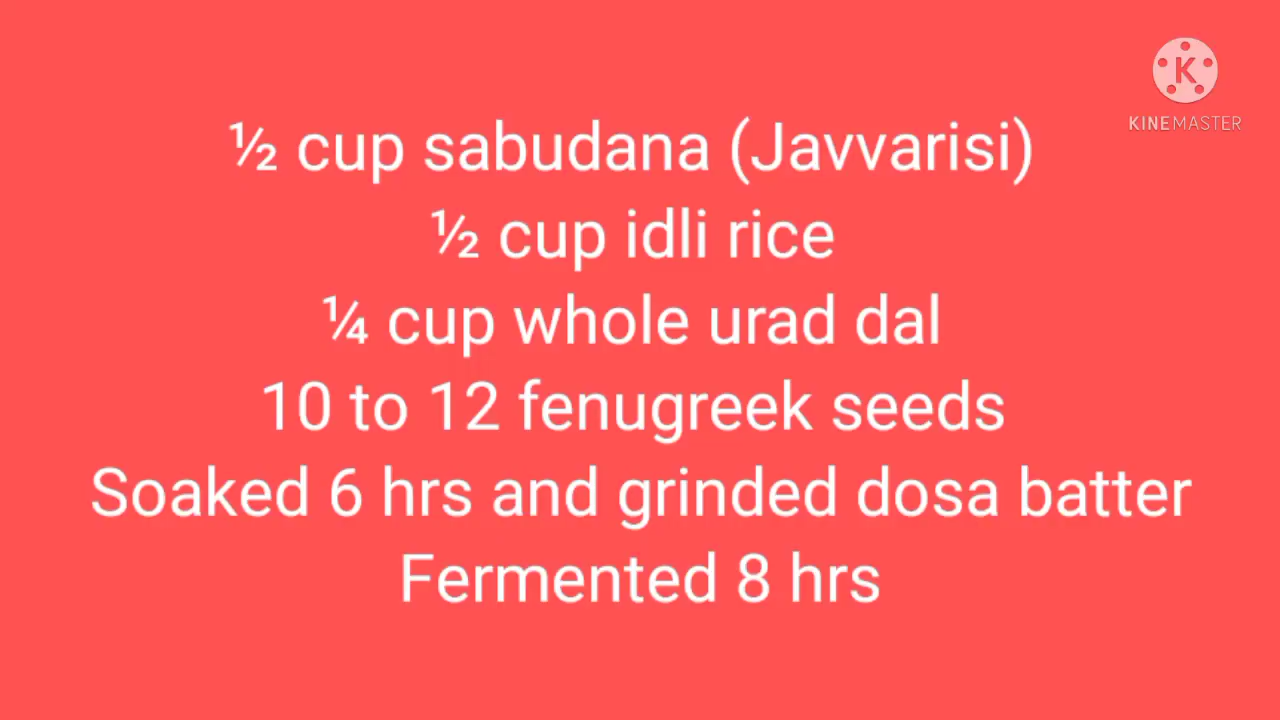 K
KINEMASTER
½ cup sabudana (Javvarisi)
½ cup idli rice
¼ cup whole urad dal
10 to 12 fenugreek seeds
Soaked 6 hrs and grinded dosa batter
Fermented 8 hrs